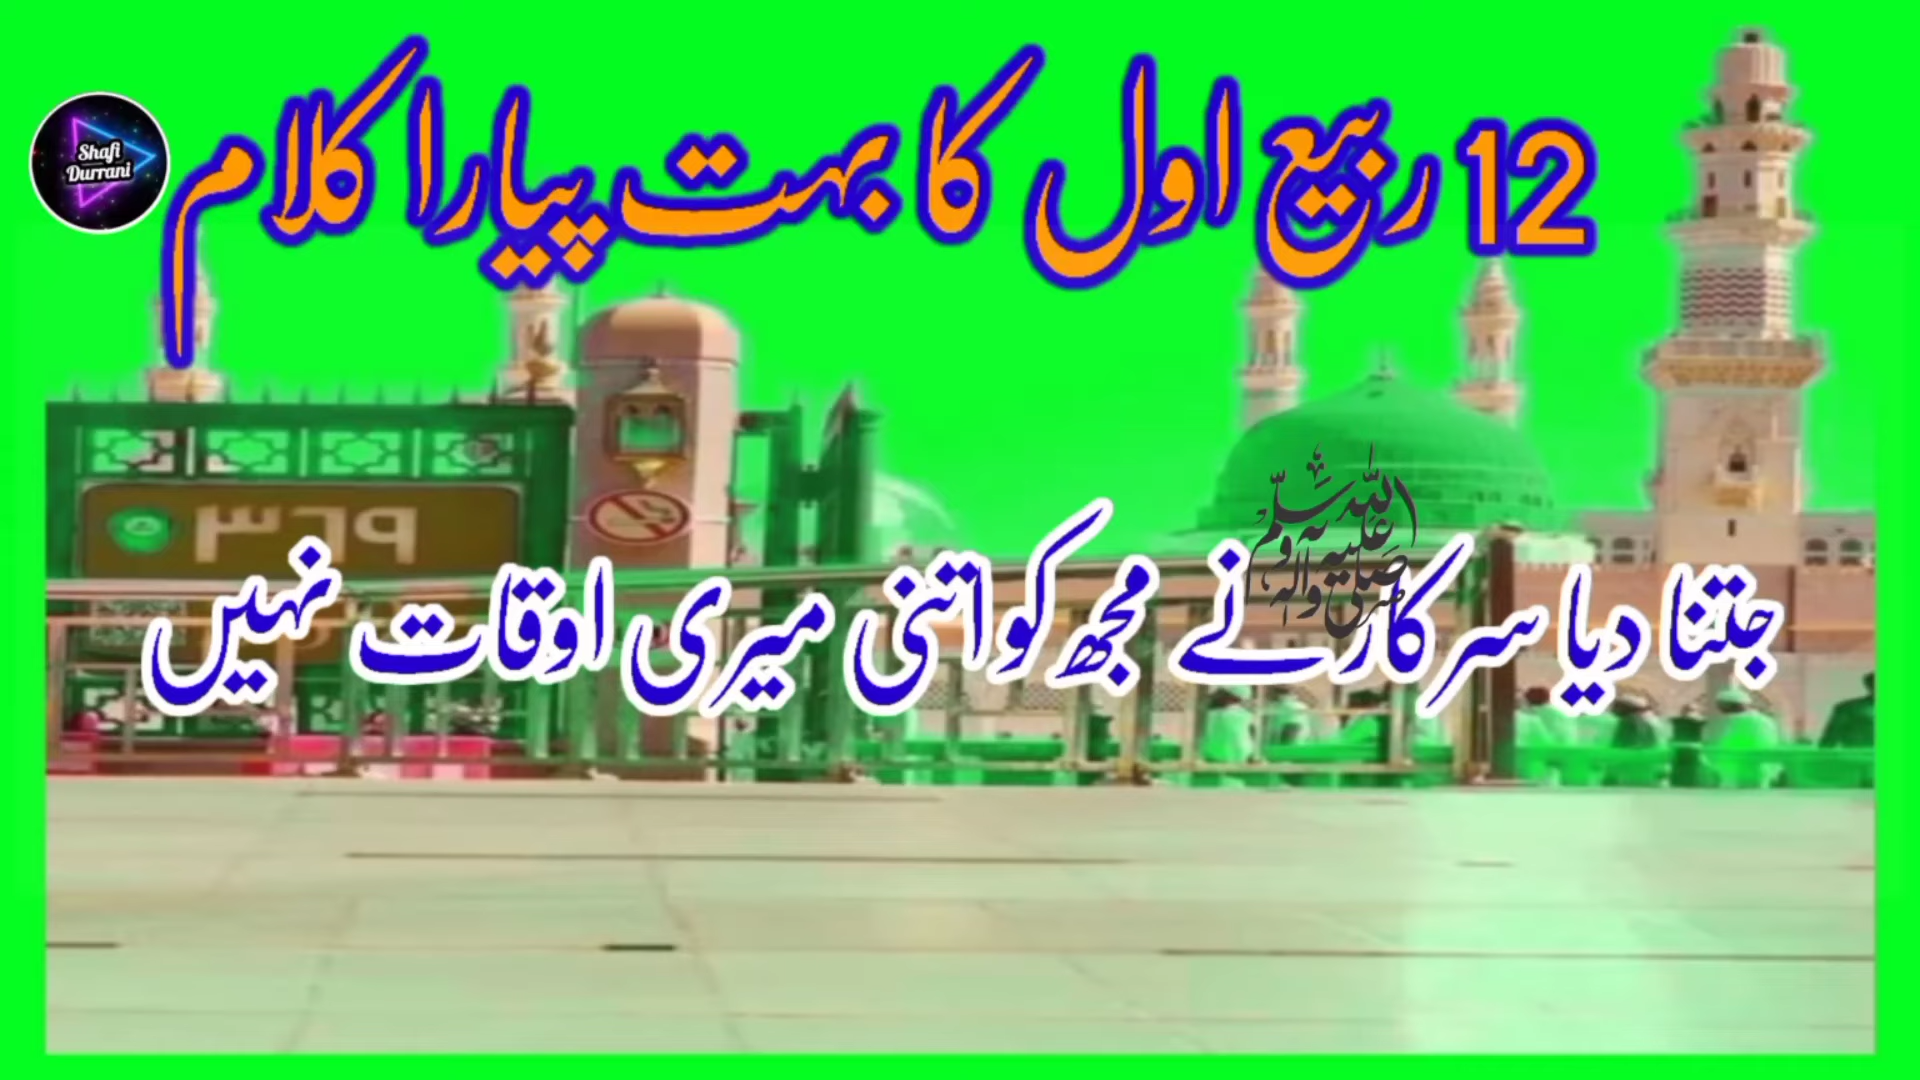 12 ربیع اول کا بہت پیارا کلام
Shafi
Durrani
٣٦٩
صلی اللہ علیہ وآلہ وسلم
جتنا دیا سرکار نے مجھ کو اتنی میری اوقات نہیں